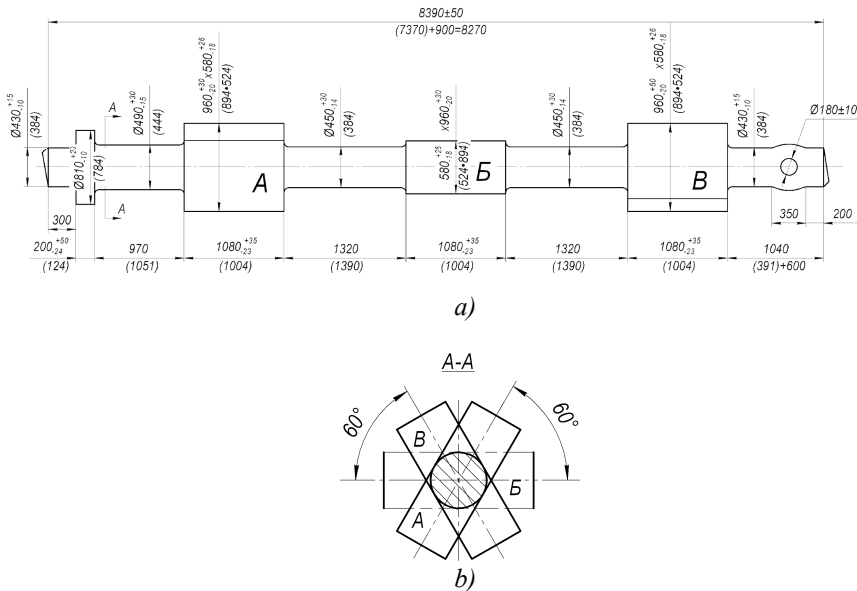 8390±50
(7370)+900=8270
Ø430 +15 -10
(384)
Ø810 +20 -10
(784)
А
А
Ø490 +30 -15
(444)
960 +30 -20 x580 +26 -18
(894•524)
А
Ø450 +30 -14
(384)
580 +26 -18 x960 +30 -20
(524•894)
Б
Ø450 +30 -14
(384)
960 +50 -20 x580 +26 -18
(894•524)
В
Ø430 +15 -10
(384)
Ø180±10
300
350
200
200 +50 -24
(124)
970
(1051)
1080 +35 -23
(1004)
1320
(1390)
1080 +35 -23
(1004)
1320
(1390)
1080 +35 -23
(1004)
1040
(391)+600
a)
А-А
60°
60°
В
Б
А
b)